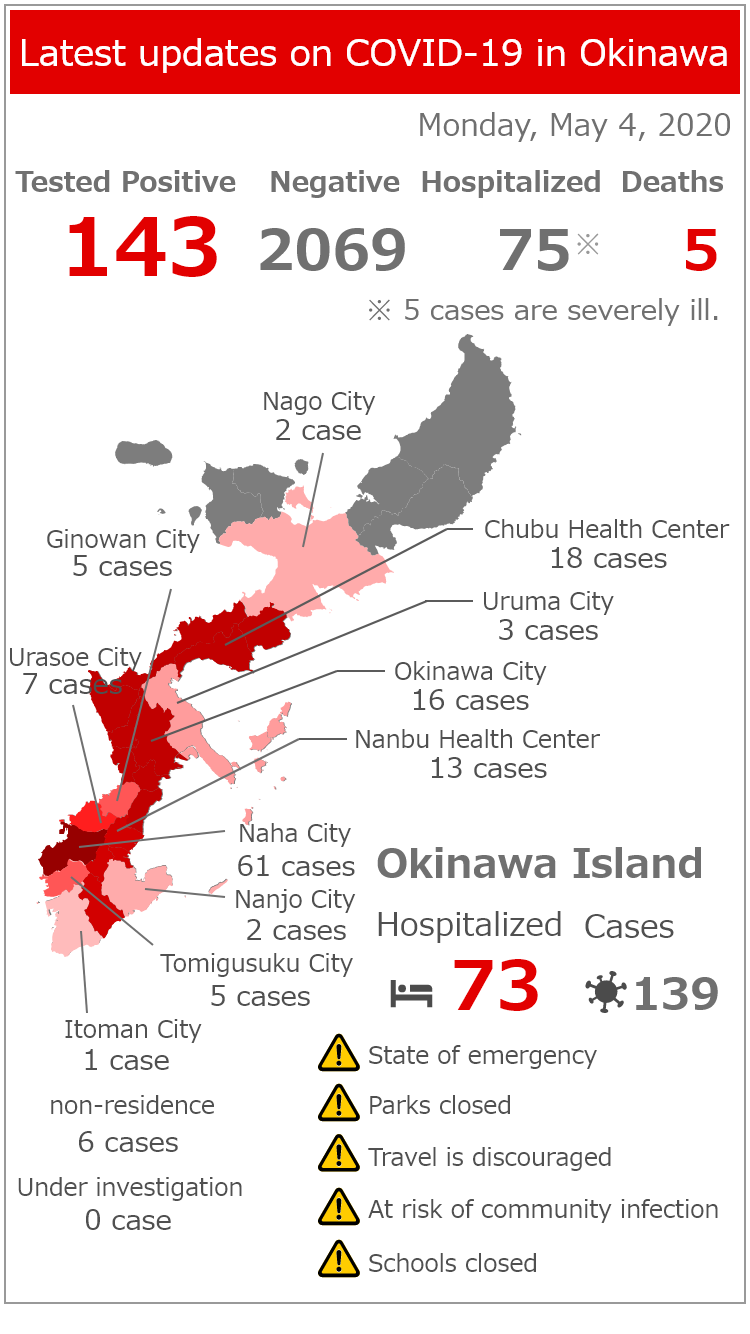 Latest updates on COVID-19 in Okinawa
Monday, May 4, 2020
Tested Positive Negative Hospitalized Deaths
143 2069 75※ 5
※ 5 cases are severely ill.
Nago City
2 case
Ginowan City
5 cases
Chubu Health Center
18 cases
Uruma City
3 cases
Urasoe City
7 cases
Okinawa City
16 cases
Nanbu Health Center
13 cases
Naha City
61 cases
Nanjo City
2 cases
Tomigusuku City
5 cases
Itoman City
1 case
non-residence
6 cases
Under investigation
0 case
Okinawa Island
Hospitalized Cases
73 139
State of emergency
Parks closed
Travel is discouraged
At risk of community infection
Schools closed